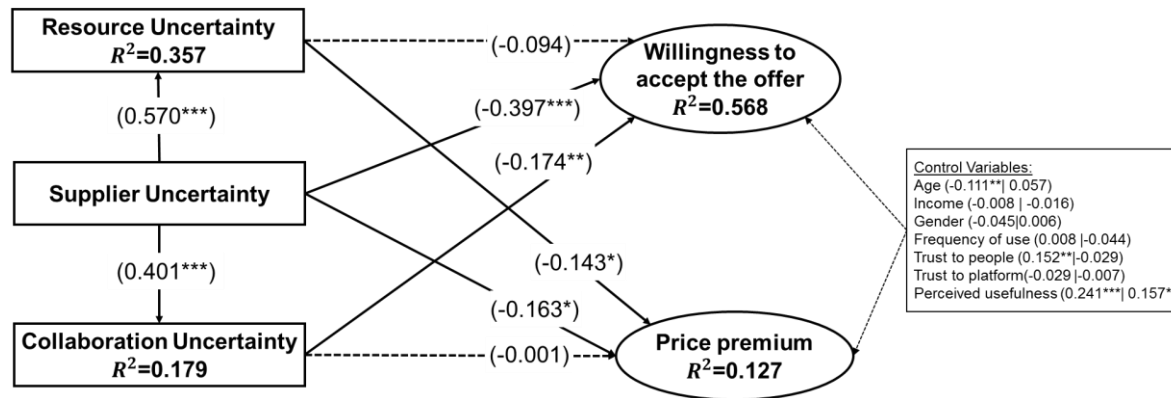 Resource Uncertainty
R²=0.357
(-0.094)
Willingness to
accept the offer
R²=0.568
(0.570***)
(-0.397***)
(-0.174**)
Supplier Uncertainty
Control Variables:
Age (-0.111**| 0.057)
Income (-0.008 | -0.016)
Gender (-0.045|0.006)
Frequency of use (0.008 |-0.044)
Trust to people (0.152**|-0.029)
Trust to platform(-0.029 |-0.007)
Perceived usefulness (0.241***| 0.157*
(0.401***)
(-0.143*)
(-0.163*)
Collaboration Uncertainty
R²=0.179
(-0.001)
Price premium
R²=0.127